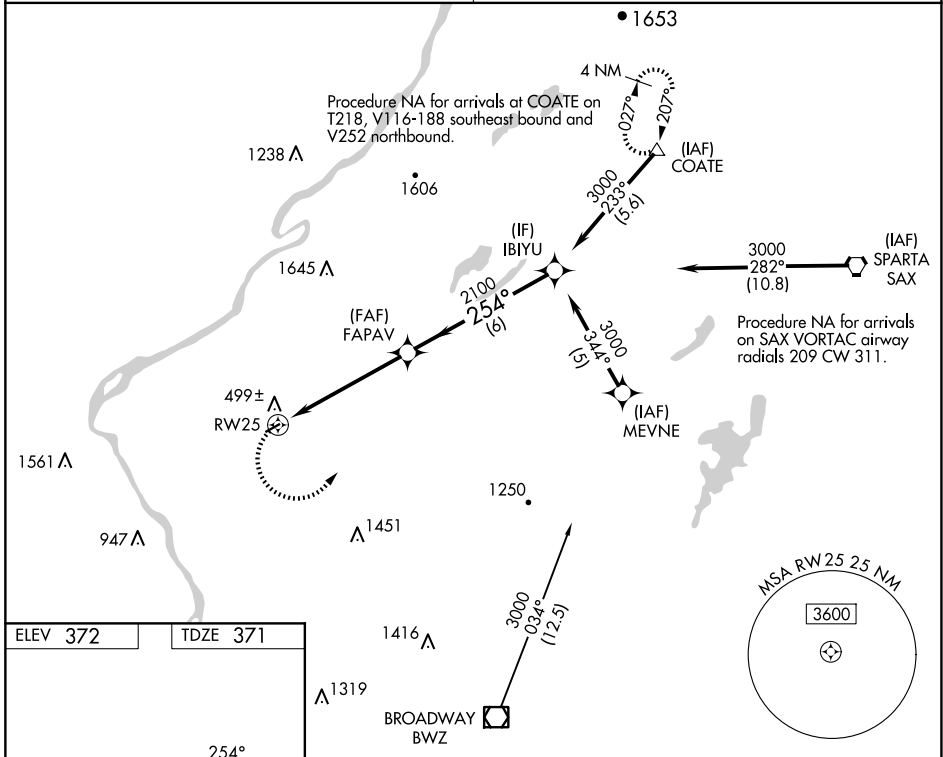 1653
4 NM
027°
207°
Procedure NA for arrivals at COATE on
T218, V116-188 southeast bound and
V252 northbound.
(IAF)
COATE
1238
1606
3000
233°
(5.6)
(IF)
IBIYU
1645
3000
282°
(10.8)
(IAF)
SPARTA
SAX
2100
254°
(6)
(FAF)
FAPAV
3000
344°
(5)
Procedure NA for arrivals
on SAX VORTAC airway
radials 209 CW 311.
499±
RW25
(IAF)
MEVNE
1561
1250
947
1451
3000
034°
(12.5)
MSA RW25 25 NM
3600
ELEV 372
TDZE 371
1416
1319
BROADWAY
BWZ
254°